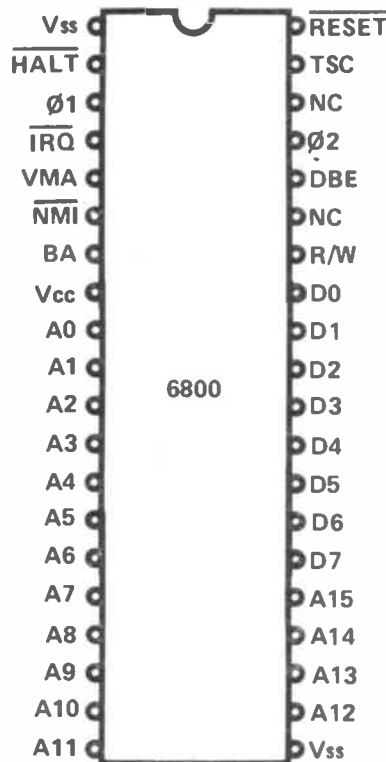 Vss RESET
HALT TSC
Ø1 NC
IRQ Ø2
VMA DBE
NMI NC
BA R/W
Vcc D0
A0 D1
A1 D2
A2 6800 D3
A3 D4
A4 D5
A5 D6
A6 D7
A7 A15
A8 A14
A9 A13
A10 A12
A11 Vss